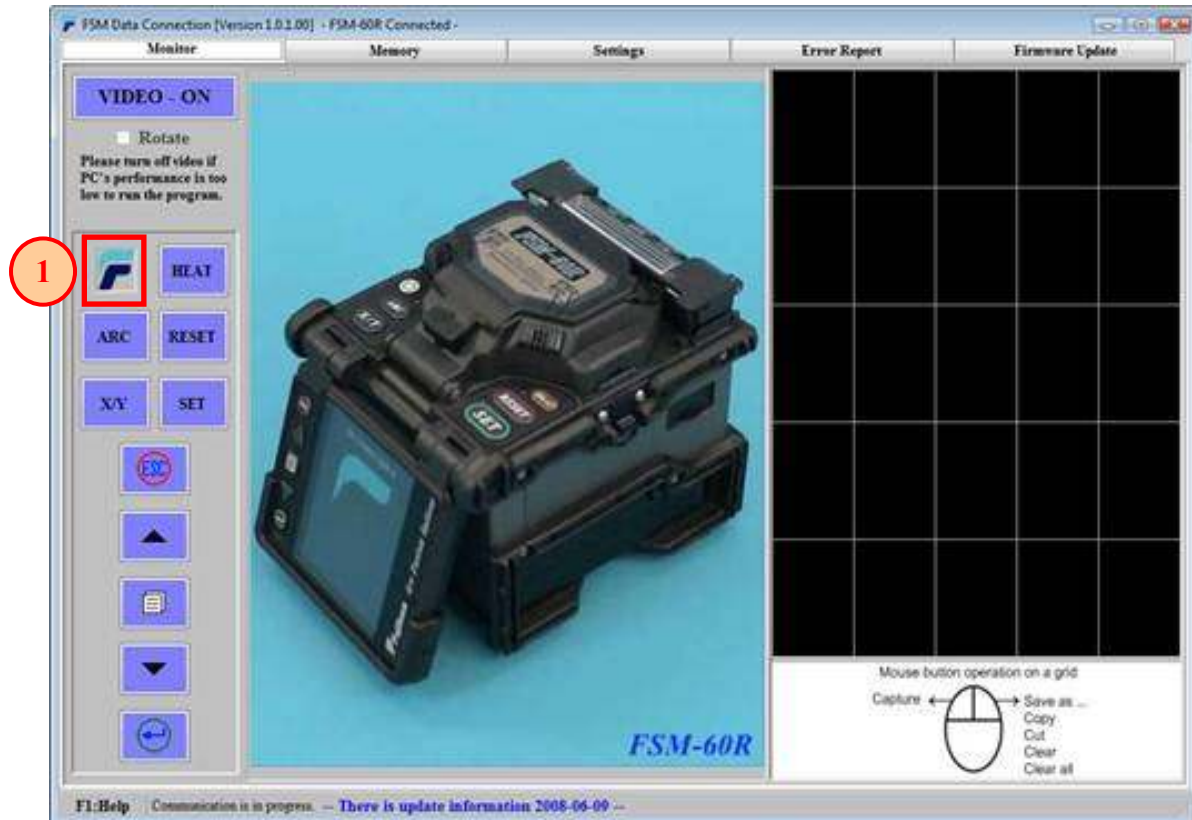 FSM Data Connection [Version 1.0.1.00] - FSM-60R Connected -
Monitor Memory Settings Error Report Firmware Update
VIDEO - ON
Rotate
Please turn off video if
PC's performance is too
low to run the program.
1
HEAT
ARC RESET
X/Y SET
ESC
FSM-60R
X/Y
RESET
SET
FSM-60R
Mouse button operation on a grid
Capture
Save as ...
Copy
Cut
Clear
Clear all
F1:Help Communication is in progress. -- There is update information 2008-06-09 --